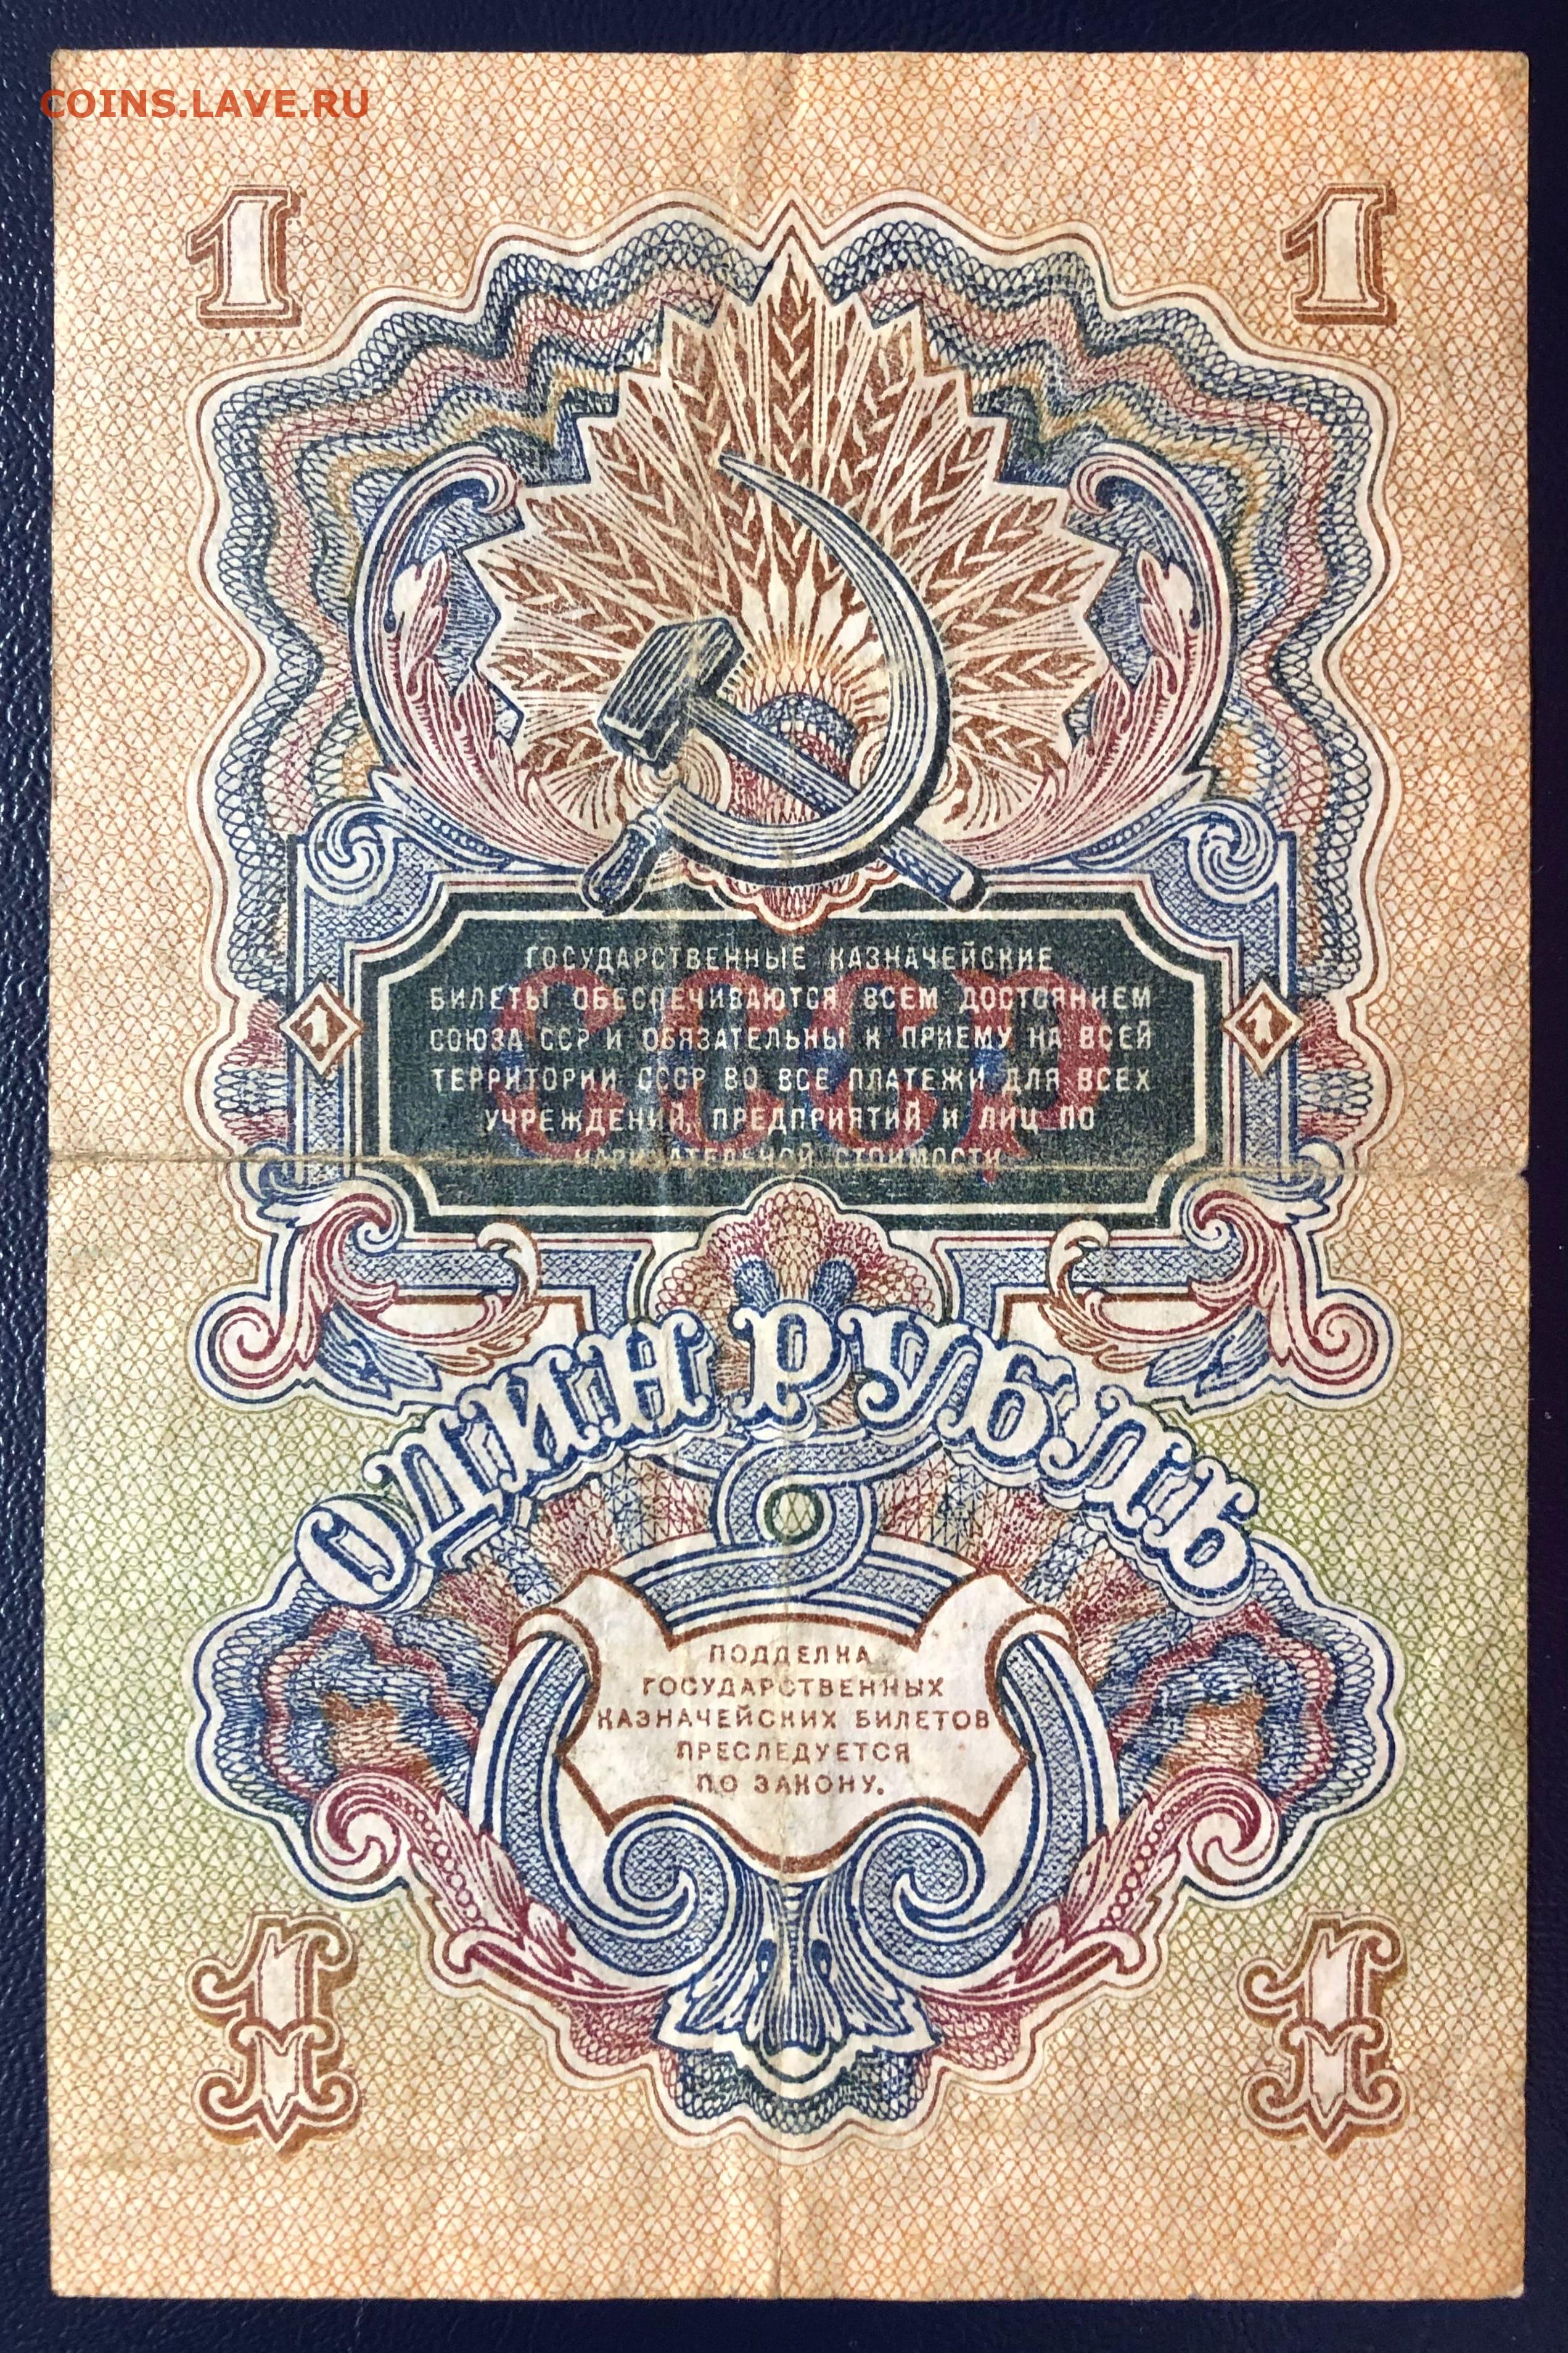 COINS.LAVE.RU
1 1
ГОСУДАРСТВЕННЫЕ КАЗНАЧЕЙСКИЕ
БИЛЕТЫ ОБЕСПЕЧИВАЮТСЯ ВСЕМ ДОСТОЯНИЕМ
СОЮЗА ССР И ОБЯЗАТЕЛЬНЫ К ПРИЕМУ НА ВСЕЙ
ТЕРРИТОРИИ СССР ВО ВСЕ ПЛАТЕЖИ ДЛЯ ВСЕХ
УЧРЕЖДЕНИЙ, ПРЕДПРИЯТИЙ И ЛИЦ ПО
НАРИЦАТЕЛЬНОЙ СТОИМОСТИ
СССР
1 1
ОДИН РУБЛЬ
ПОДДЕЛКА
ГОСУДАРСТВЕННЫХ
КАЗНАЧЕЙСКИХ БИЛЕТОВ
ПРЕСЛЕДУЕТСЯ
ПО ЗАКОНУ.
1 1